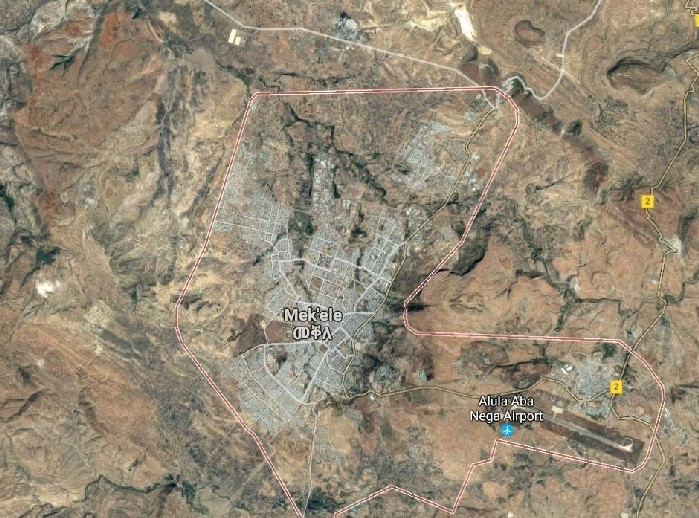 2
Mek'ele
መቐለ
2
Alula Aba
Nega Airport